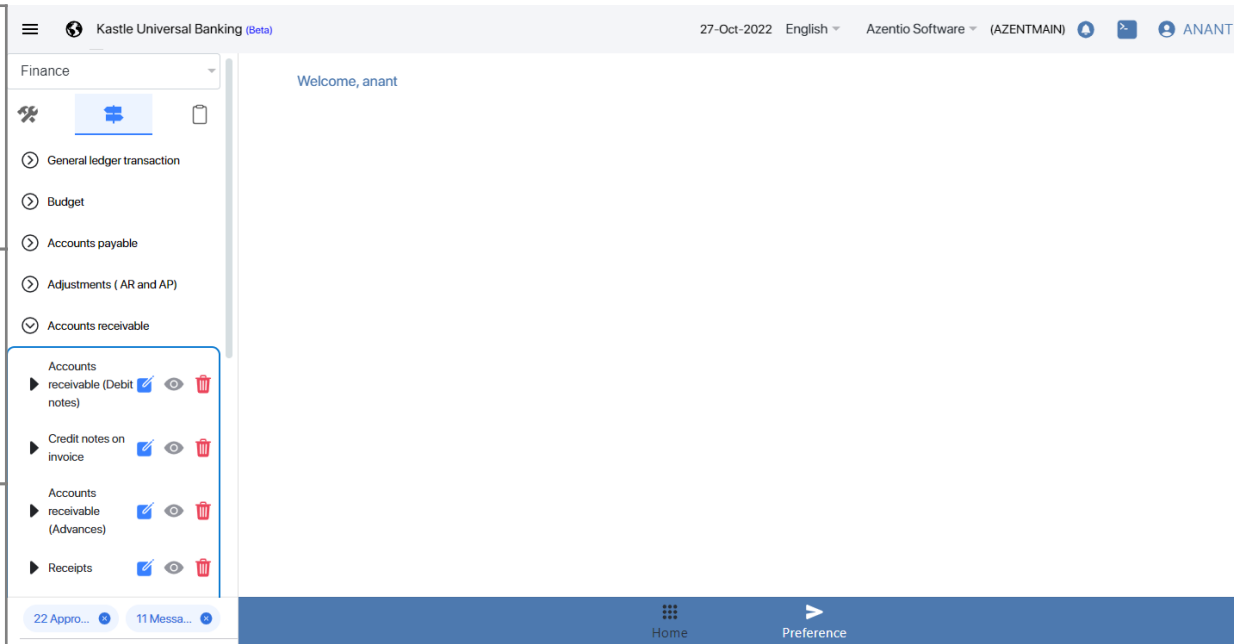 Kastle Universal Banking (Beta)
27-Oct-2022 English Azentio Software (AZENTMAIN) ANANT
Finance
Welcome, anant
General ledger transaction
Budget
Accounts payable
Adjustments ( AR and AP)
Accounts receivable
Accounts
receivable (Debit
notes)
Credit notes on
invoice
Accounts
receivable
(Advances)
Receipts
22 Appro... 11 Messa...
Home Preference